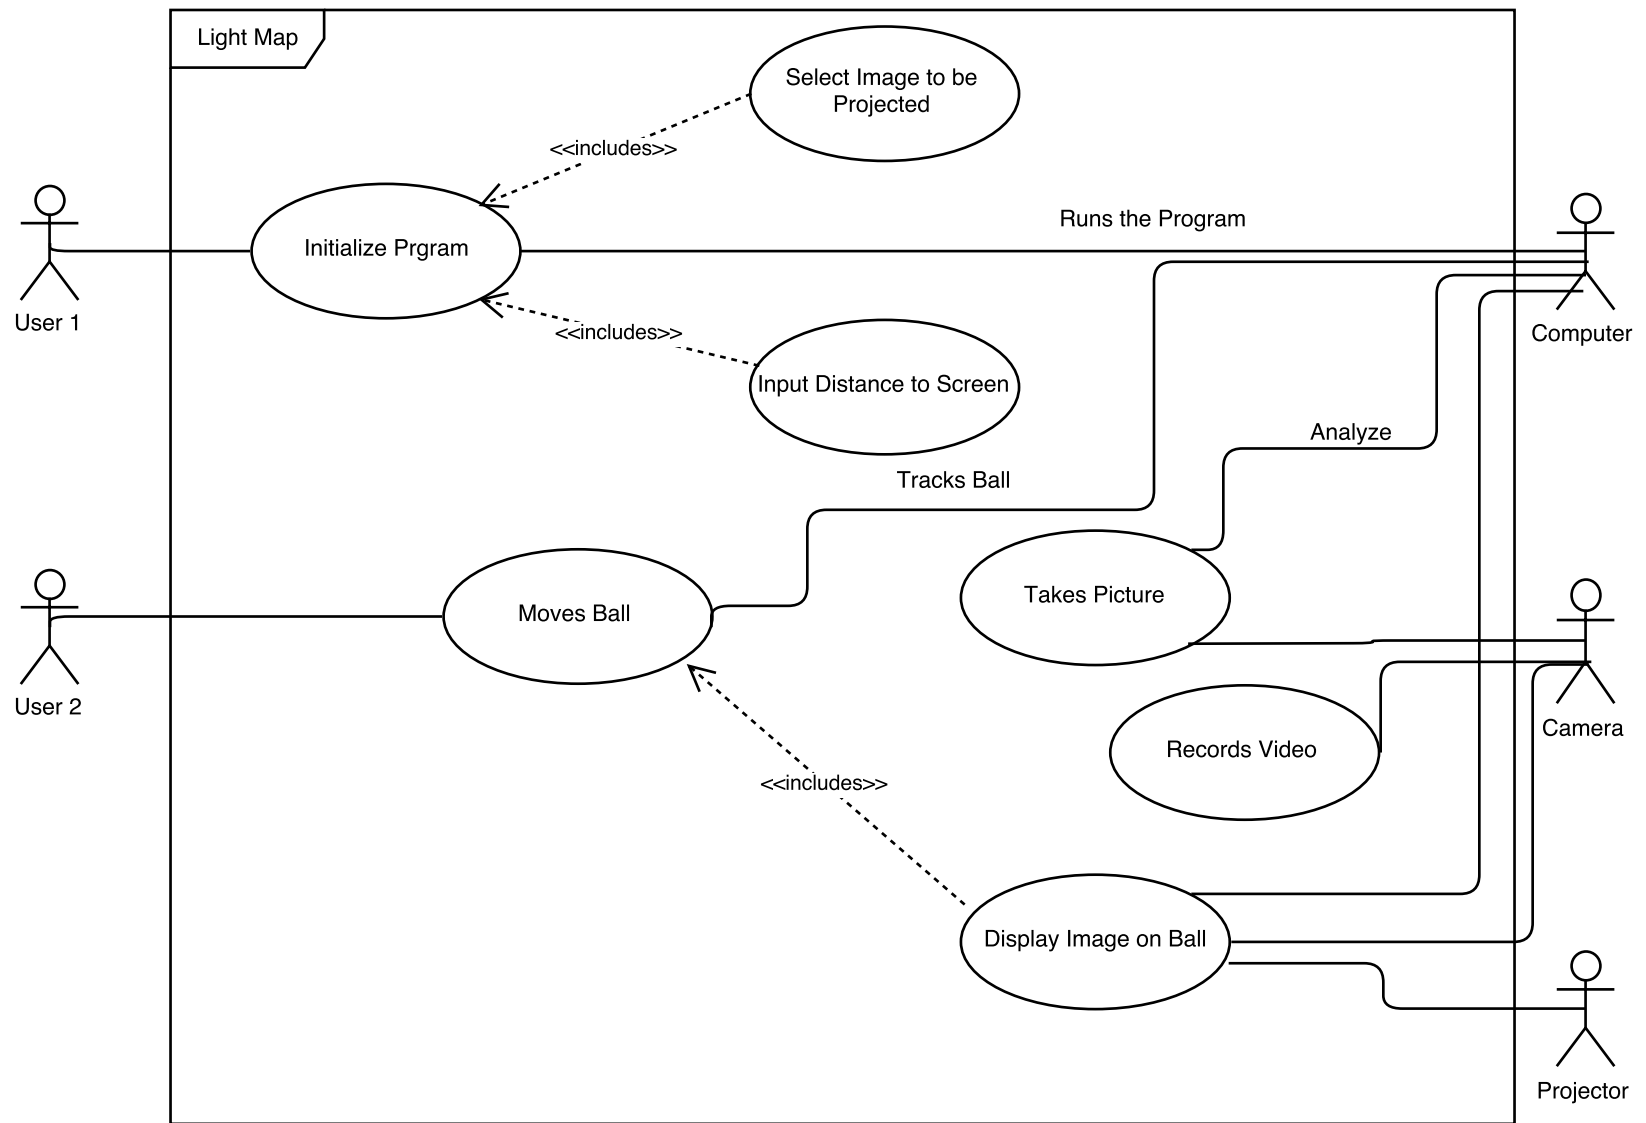 Light Map
Select Image to be
Projected
<<includes>>
Runs the Program
Initialize Prgram
User 1
Computer
<<includes>>
Input Distance to Screen
Analyze
Tracks Ball
Takes Picture
Moves Ball
User 2
Camera
Records Video
<<includes>>
Display Image on Ball
Projector